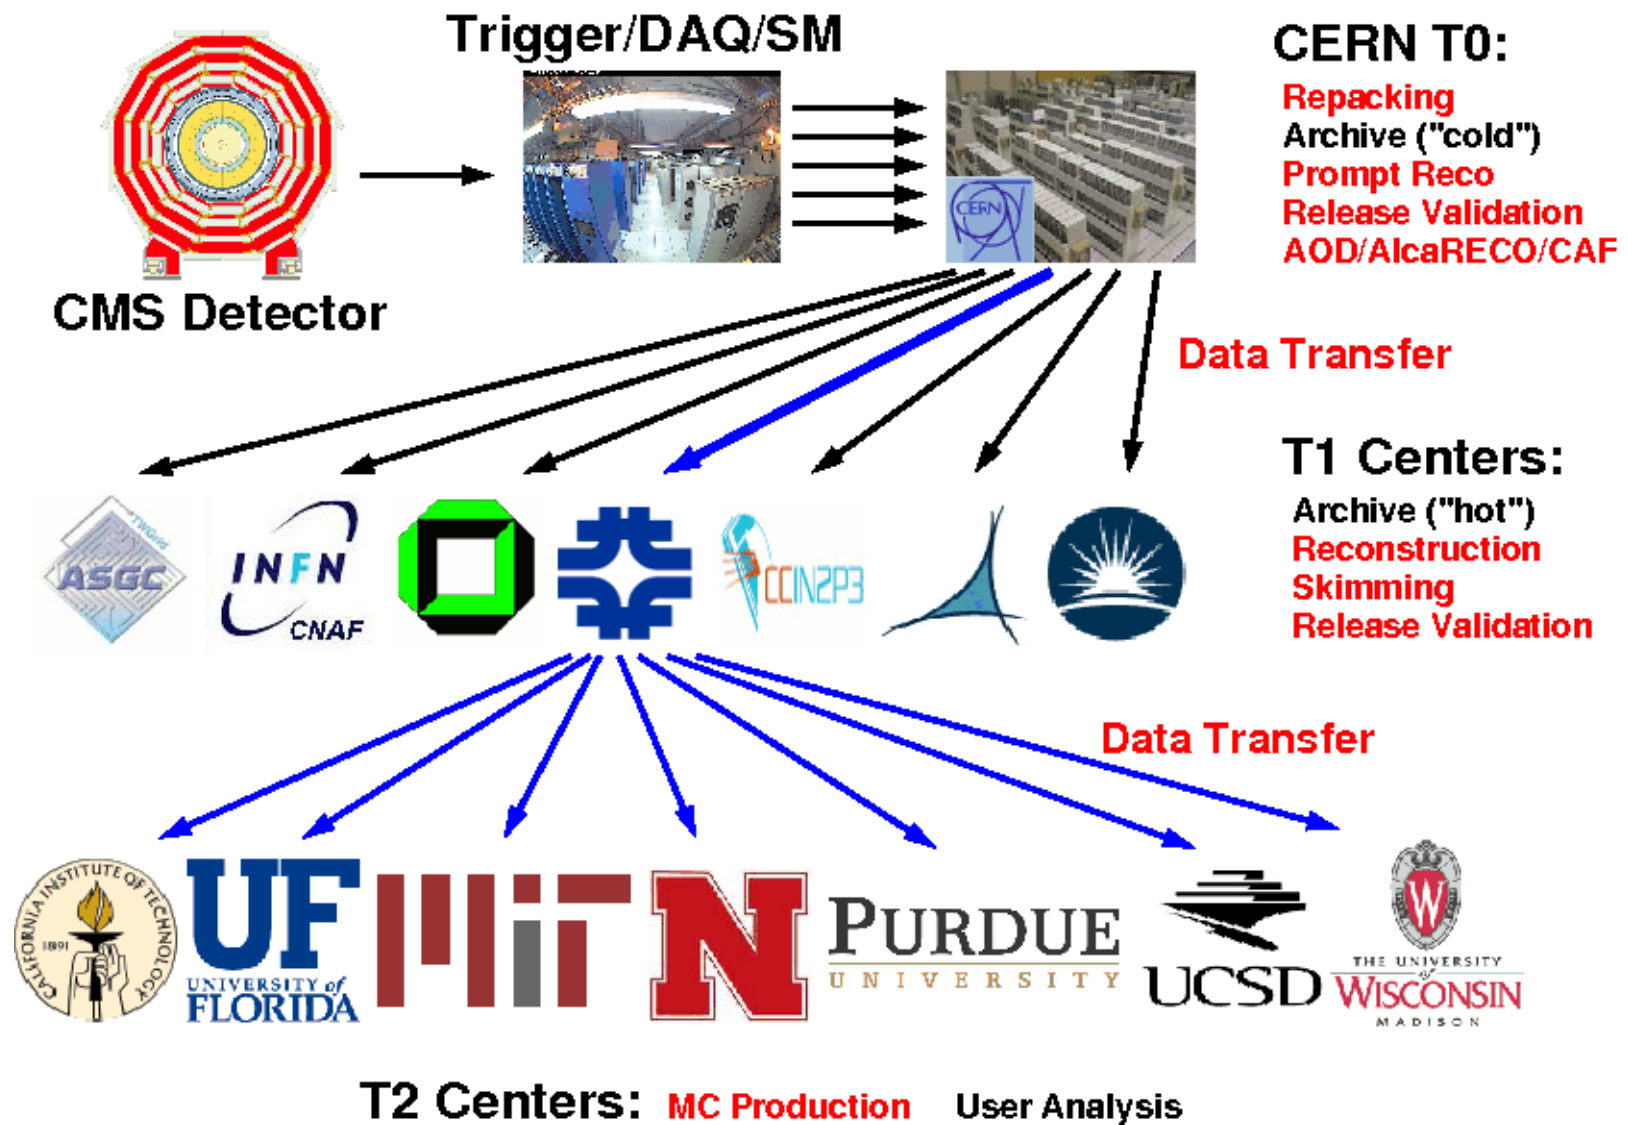 Trigger/DAQ/SM
CERN T0:
Repacking
Archive ("cold")
Prompt Reco
Release Validation
AOD/AlcaRECO/CAF
CERN
CMS Detector
Data Transfer
T1 Centers:
Archive ("hot")
Reconstruction
Skimming
Release Validation
TWGrid
ASGC
INFN
CNAF
CCIN2P3
Data Transfer
CALIFORNIA INSTITUTE OF TECHNOLOGY
1891
UF
UNIVERSITY of
FLORIDA
MIT
N
PURDUE
UNIVERSITY
UCSD
W
THE UNIVERSITY
of
WISCONSIN
MADISON
T2 Centers: MC Production User Analysis